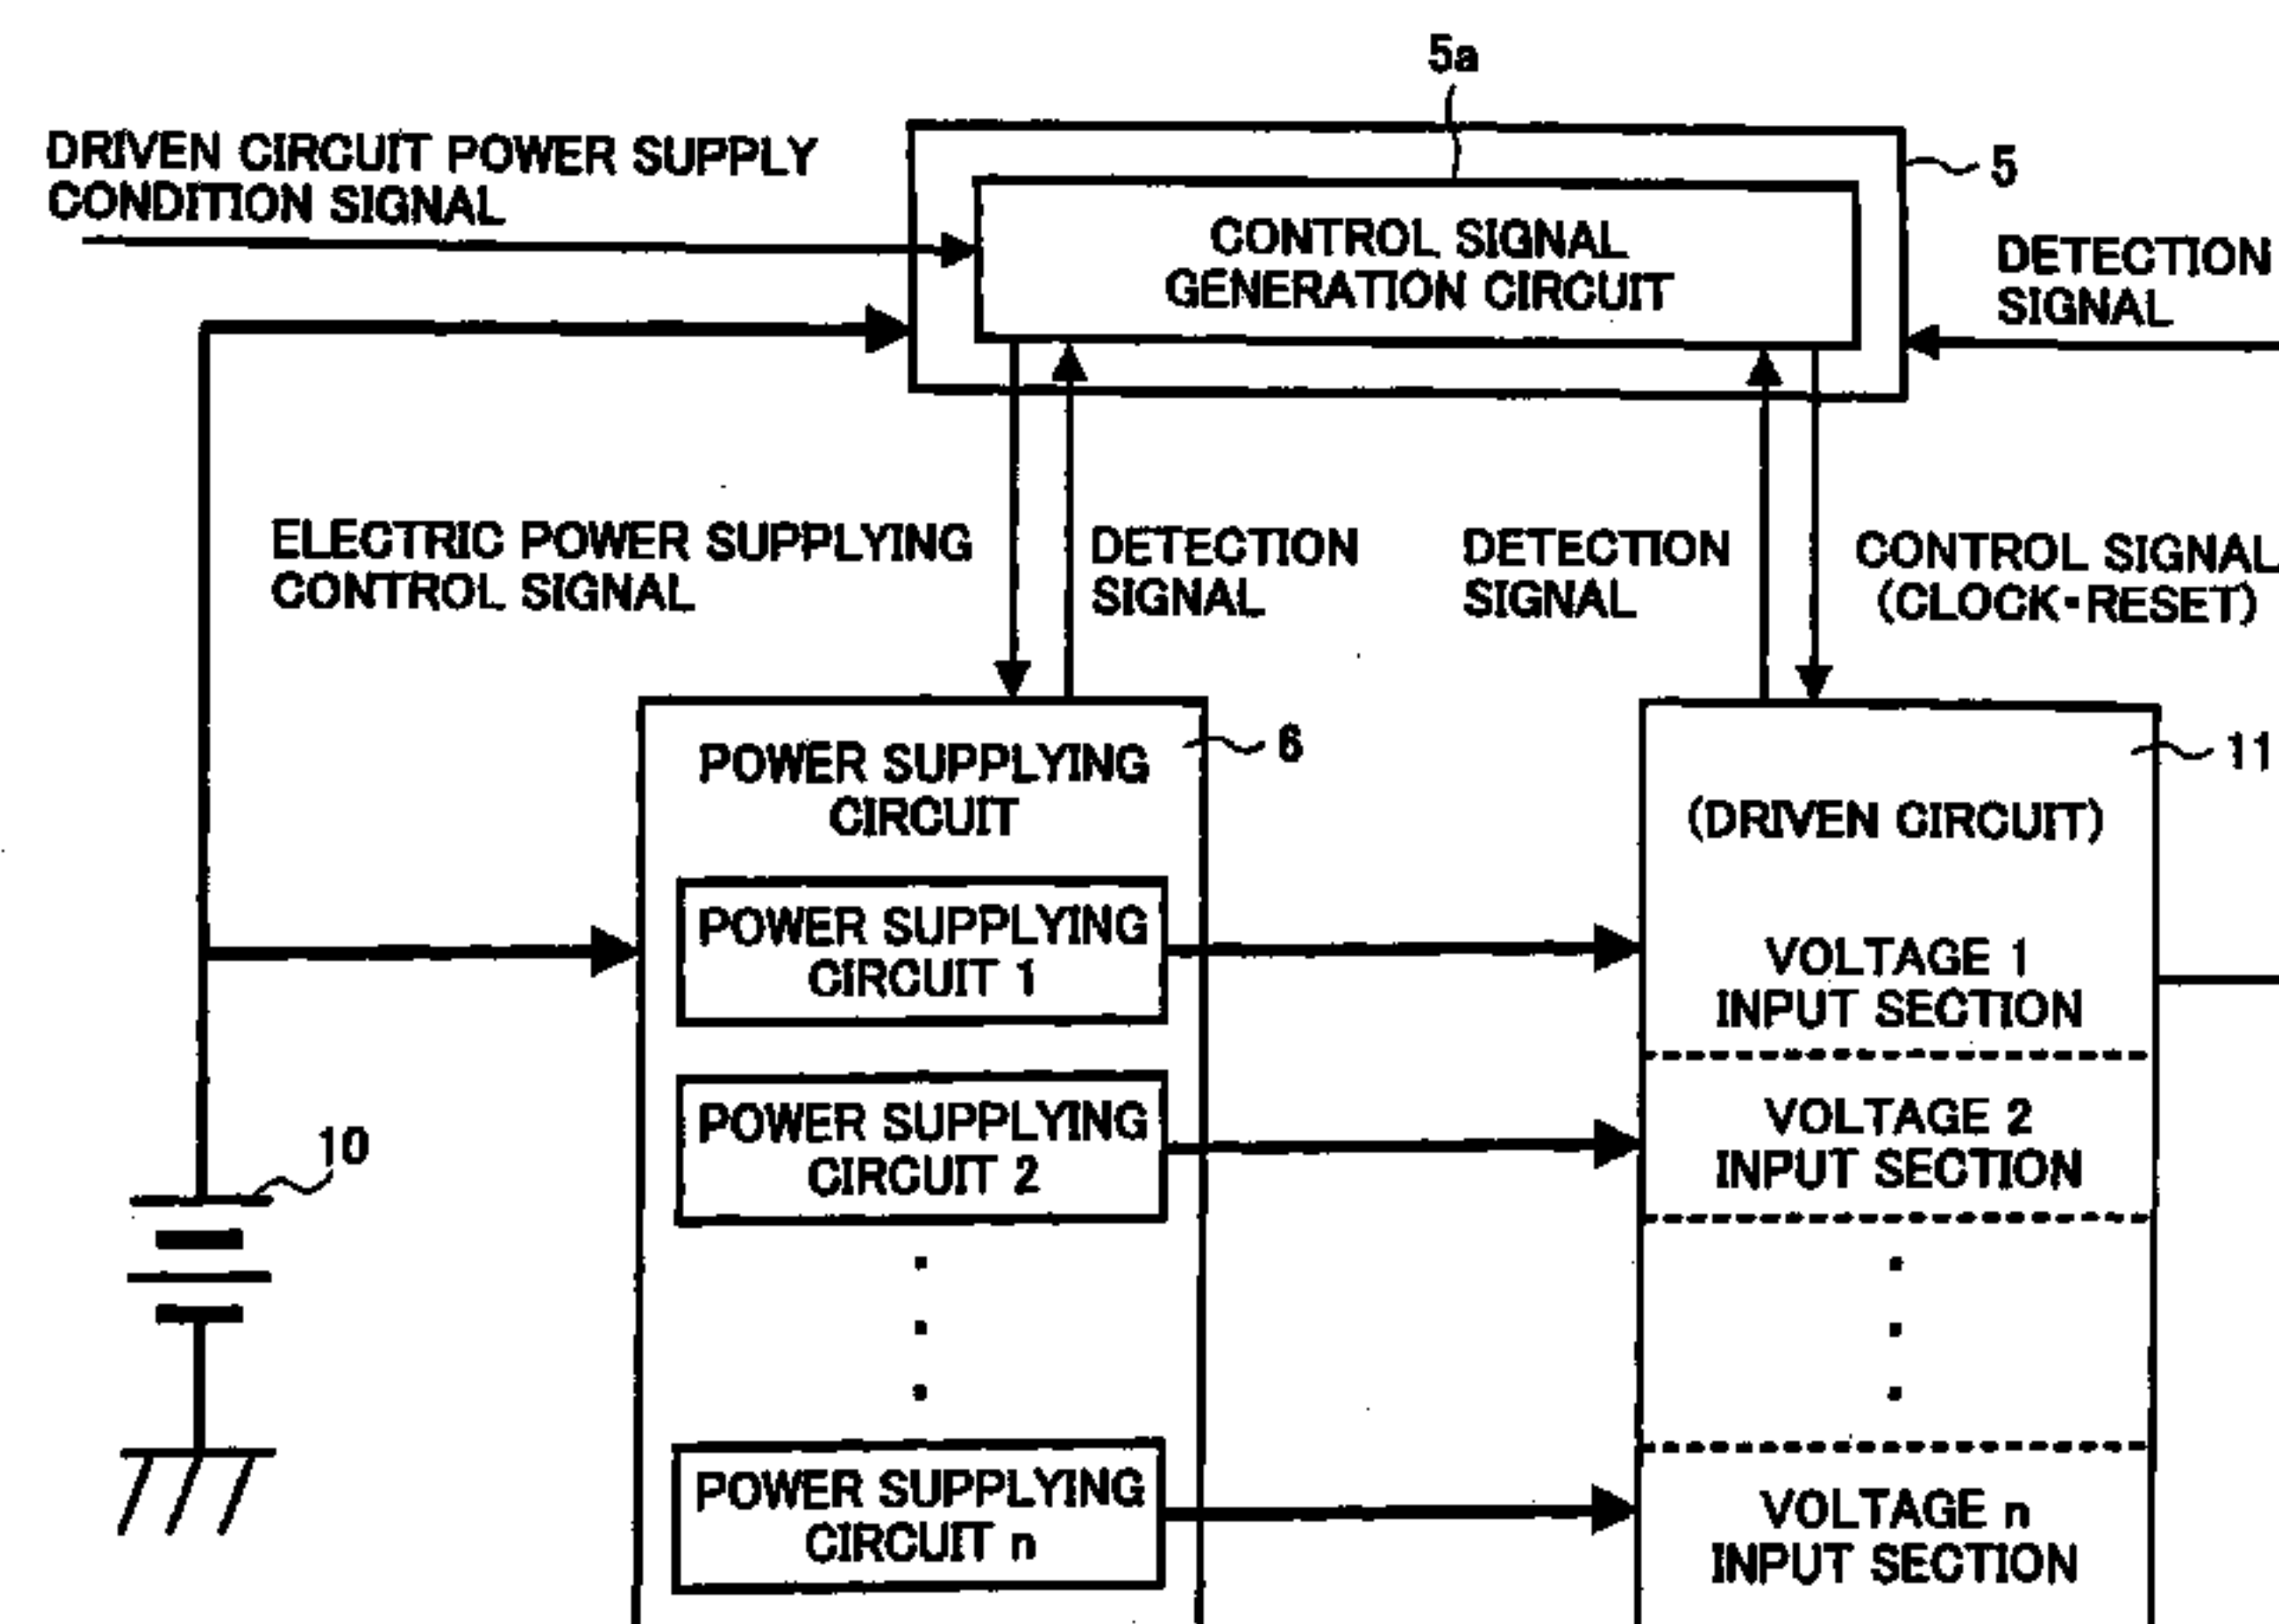 5a
DRIVEN CIRCUIT POWER SUPPLY
CONDITION SIGNAL
5
CONTROL SIGNAL
GENERATION CIRCUIT
DETECTION
SIGNAL
ELECTRIC POWER SUPPLYING
CONTROL SIGNAL
DETECTION
SIGNAL
DETECTION
SIGNAL
CONTROL SIGNAL
(CLOCK・RESET)
POWER SUPPLYING
CIRCUIT
6
11
(DRIVEN CIRCUIT)
POWER SUPPLYING
CIRCUIT 1
VOLTAGE 1
INPUT SECTION
POWER SUPPLYING
CIRCUIT 2
VOLTAGE 2
INPUT SECTION
10
POWER SUPPLYING
CIRCUIT n
VOLTAGE n
INPUT SECTION